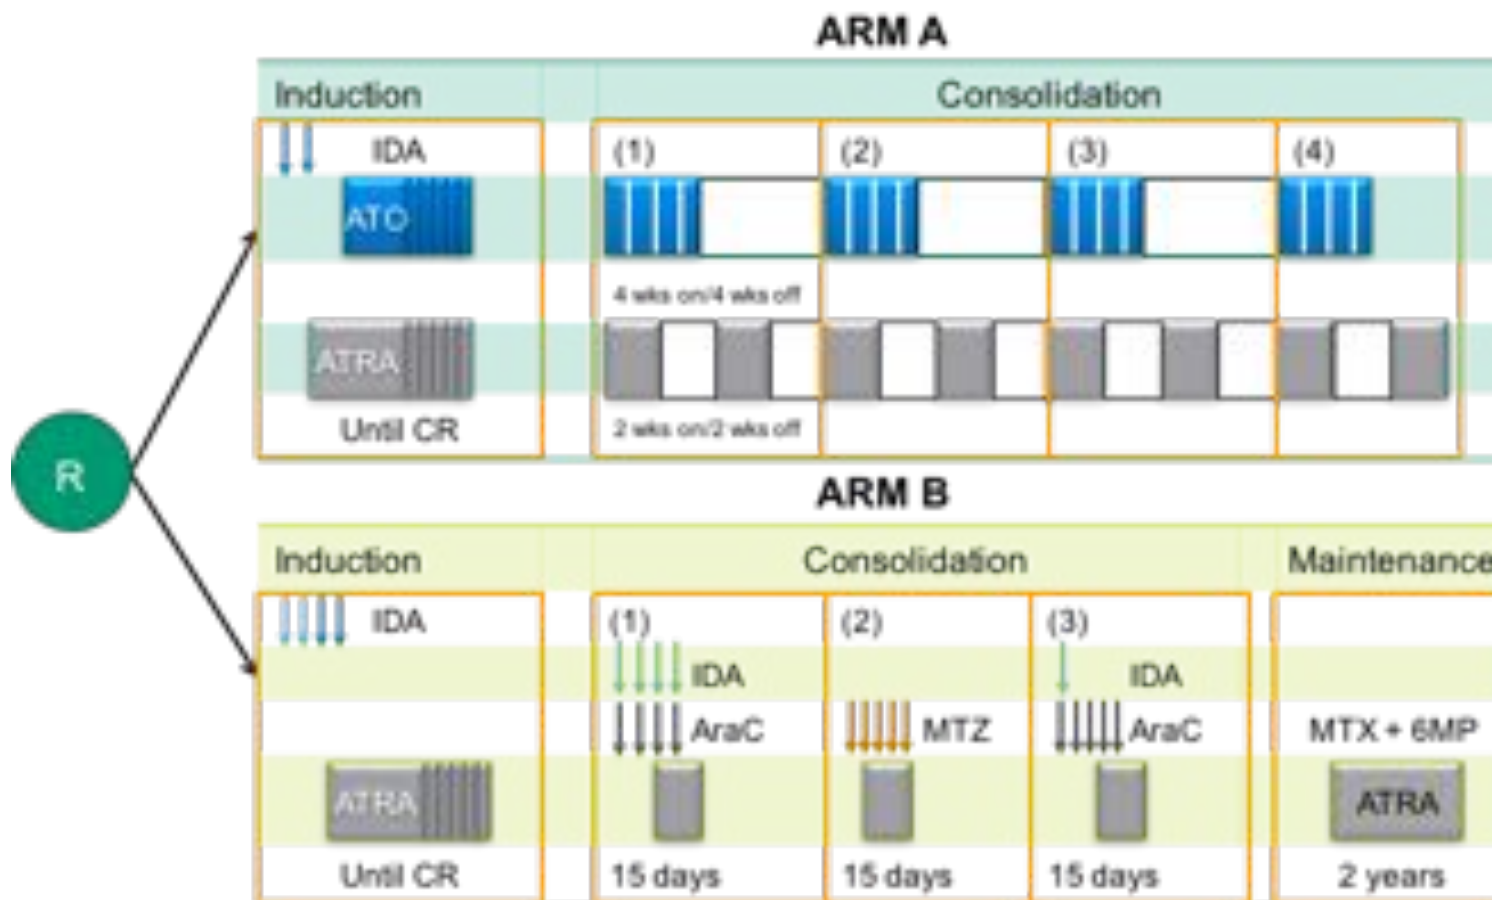 ARM A
Induction
Consolidation
IDA
(1)
(2)
(3)
(4)
ATO
4 wks on/4 wks off
ATRA
Until CR
2 wks on/2 wks off
R
ARM B
Induction
Consolidation
Maintenance
IDA
(1)
(2)
(3)
IDA
IDA
AraC
MTZ
AraC
MTX + 6MP
ATRA
ATRA
Until CR
15 days
15 days
15 days
2 years